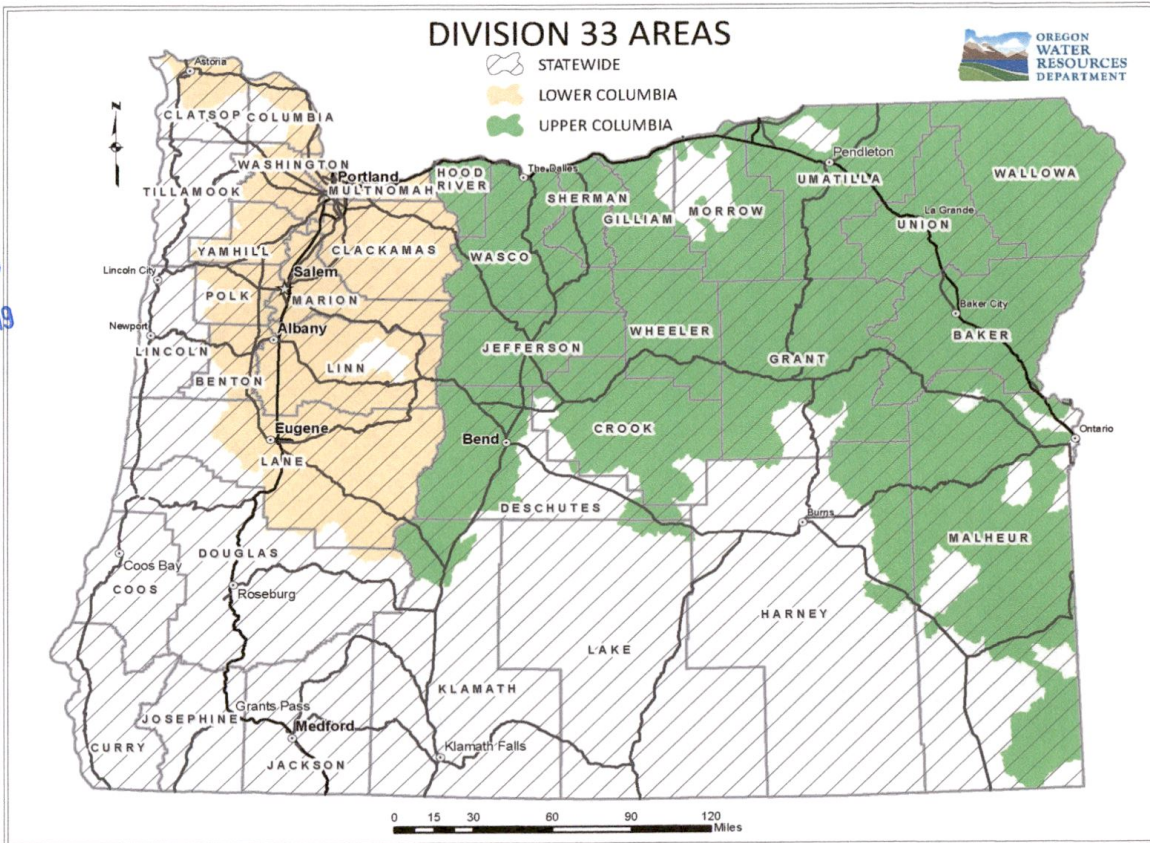 DIVISION 33 AREAS
STATEWIDE
LOWER COLUMBIA
UPPER COLUMBIA
OREGON
WATER
RESOURCES
DEPARTMENT
N
Astoria
CLATSOP
COLUMBIA
WASHINGTON
Portland
MULTNOMAH
HOOD
RIVER
The Dalles
Pendleton
UMATILLA
WALLOWA
TILLAMOOK
SHERMAN
GILLIAM
MORROW
La Grande
UNION
YAMHILL
CLACKAMAS
WASCO
Lincoln City
Salem
POLK
MARION
Baker City
Newport
Albany
WHEELER
BAKER
LINCOLN
JEFFERSON
GRANT
BENTON
LINN
9
Eugene
Bend
CROOK
Ontario
LANE
DESCHUTES
Burns
MALHEUR
DOUGLAS
Coos Bay
COOS
Roseburg
HARNEY
LAKE
KLAMATH
Grants Pass
JOSEPHINE
Medford
CURRY
Klamath Falls
JACKSON
0 15 30 60 90 120
Miles